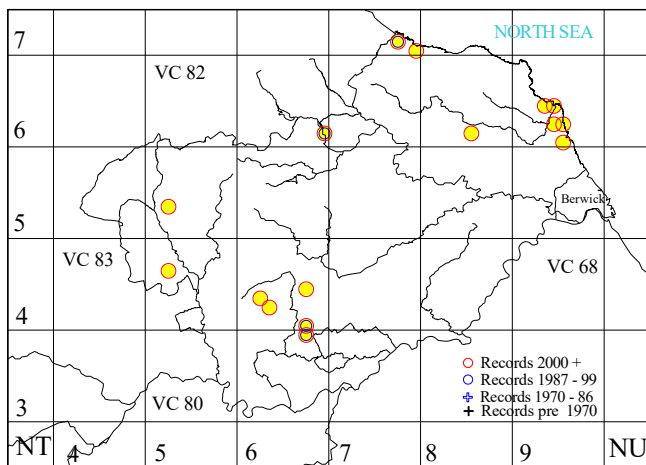 7
NORTH SEA
VC 82
6
Berwick
5
VC 83
VC 68
4
Records 2000 +
Records 1987 - 99
VC 80
Records 1970 - 86
Records pre 1970
3
NT 4 5 6 7 8 9 NU